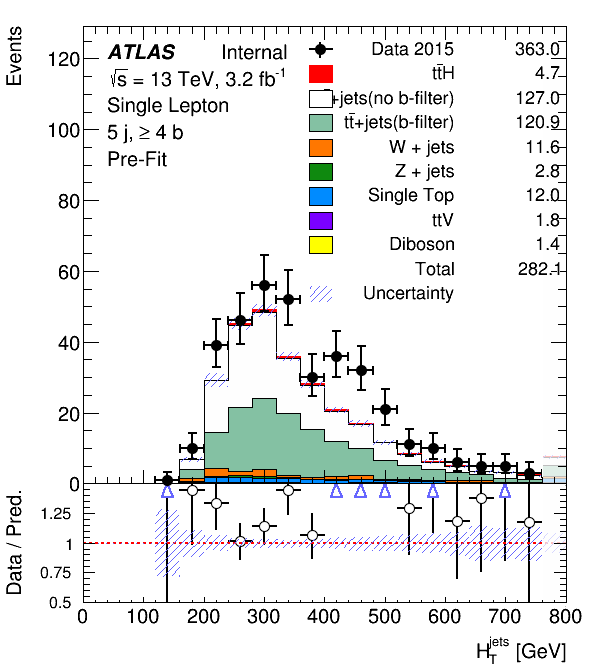 Events
ATLAS Internal
√s = 13 TeV, 3.2 fb⁻¹
Single Lepton
5 j, ≥ 4 b
Pre-Fit
Data 2015 363.0
tt̄H 4.7
+jets(no b-filter) 127.0
tt̄+jets(b-filter) 120.9
W + jets 11.6
Z + jets 2.8
Single Top 12.0
ttV 1.8
Diboson 1.4
Total 282.1
Uncertainty
120
100
80
60
40
20
0
Data / Pred.
1.25
1
0.75
0.5
0 100 200 300 400 500 600 700 800
H_T^jets [GeV]